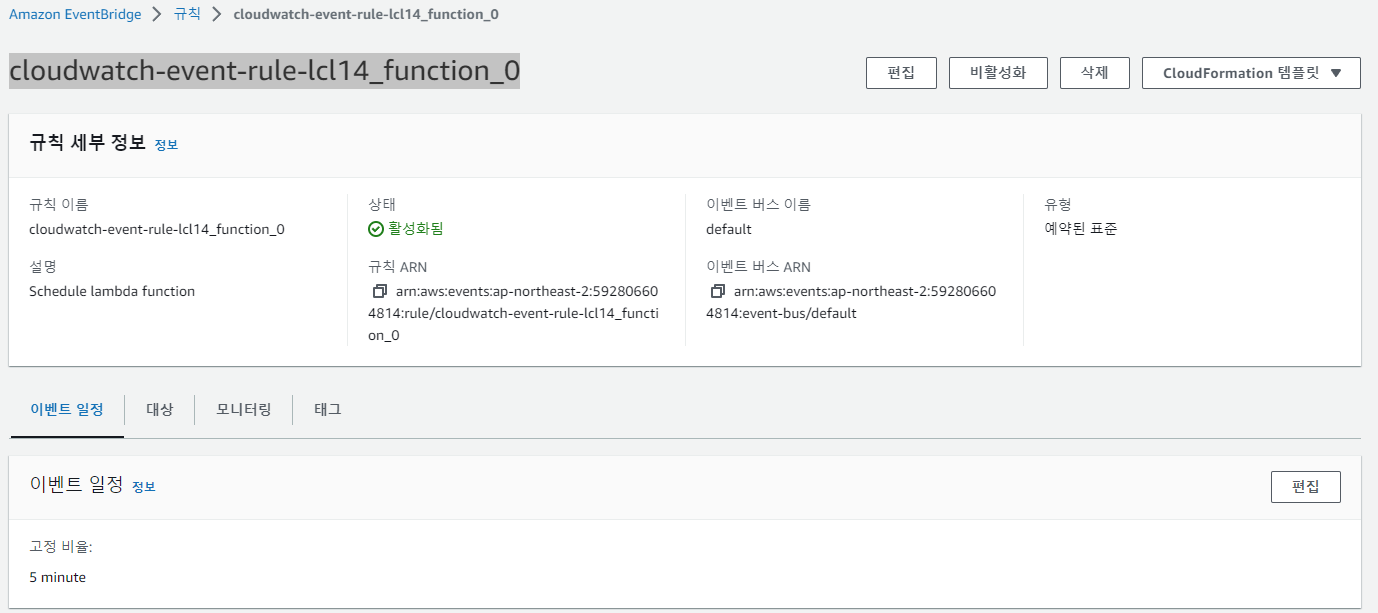 Amazon EventBridge > 규칙 > cloudwatch-event-rule-lcl14_function_0
cloudwatch-event-rule-lcl14_function_0
편집 비활성화 삭제 CloudFormation 템플릿 ▼
규칙 세부 정보 정보
규칙 이름
cloudwatch-event-rule-lcl14_function_0
설명
Schedule lambda function
상태
활성화됨
규칙 ARN
arn:aws:events:ap-northeast-2:59280660
4814:rule/cloudwatch-event-rule-lcl14_functi
on_0
이벤트 버스 이름
default
이벤트 버스 ARN
arn:aws:events:ap-northeast-2:59280660
4814:event-bus/default
유형
예약된 표준
이벤트 일정 대상 모니터링 태그
이벤트 일정 정보
편집
고정 비율:
5 minute